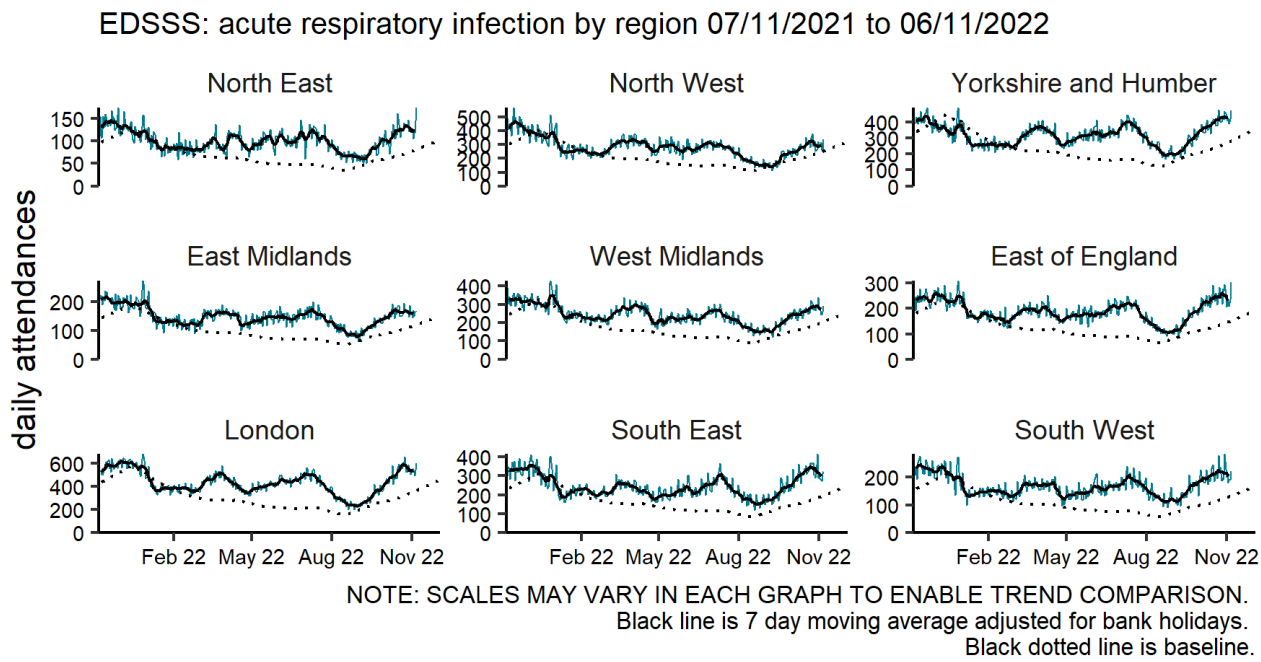 EDSSS: acute respiratory infection by region 07/11/2021 to 06/11/2022
daily attendances
North East
150
100
50
0
North West
500
400
300
200
100
0
Yorkshire and Humber
400
300
200
100
0
East Midlands
200
100
0
West Midlands
400
300
200
100
0
East of England
300
200
100
0
London
600
400
200
0
Feb 22 May 22 Aug 22 Nov 22
South East
400
300
200
100
0
Feb 22 May 22 Aug 22 Nov 22
South West
200
100
0
Feb 22 May 22 Aug 22 Nov 22
NOTE: SCALES MAY VARY IN EACH GRAPH TO ENABLE TREND COMPARISON.
Black line is 7 day moving average adjusted for bank holidays.
Black dotted line is baseline.